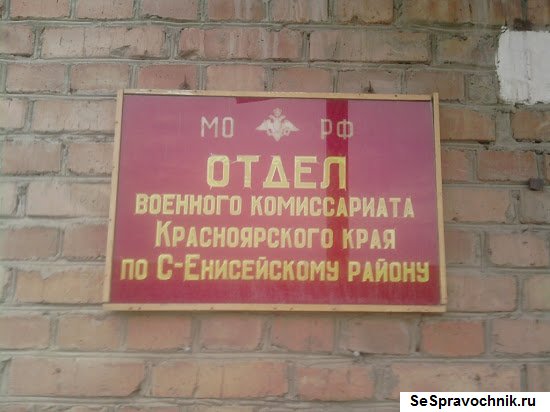 МО РФ
ОТДЕЛ
ВОЕННОГО КОМИССАРИАТА
КРАСНОЯРСКОГО КРАЯ
ПО С-ЕНИСЕЙСКОМУ РАЙОНУ
SeSpravochnik.ru